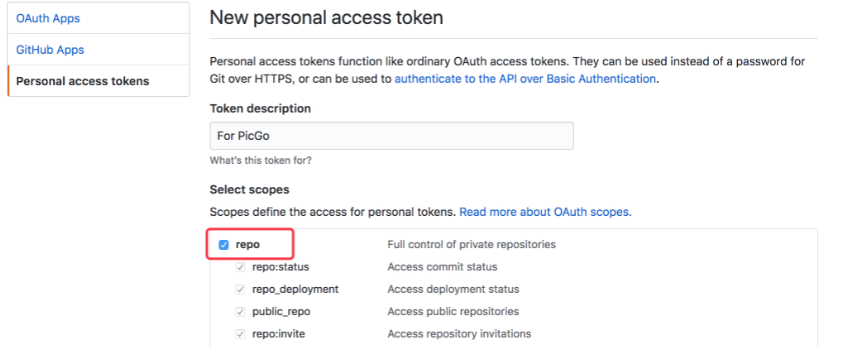 OAuth Apps
GitHub Apps
Personal access tokens
New personal access token
Personal access tokens function like ordinary OAuth access tokens. They can be used instead of a password for
Git over HTTPS, or can be used to authenticate to the API over Basic Authentication.
Token description
For PicGo
What's this token for?
Select scopes
Scopes define the access for personal tokens. Read more about OAuth scopes.
repo Full control of private repositories
repo:status Access commit status
repo_deployment Access deployment status
public_repo Access public repositories
repo:invite Access repository invitations